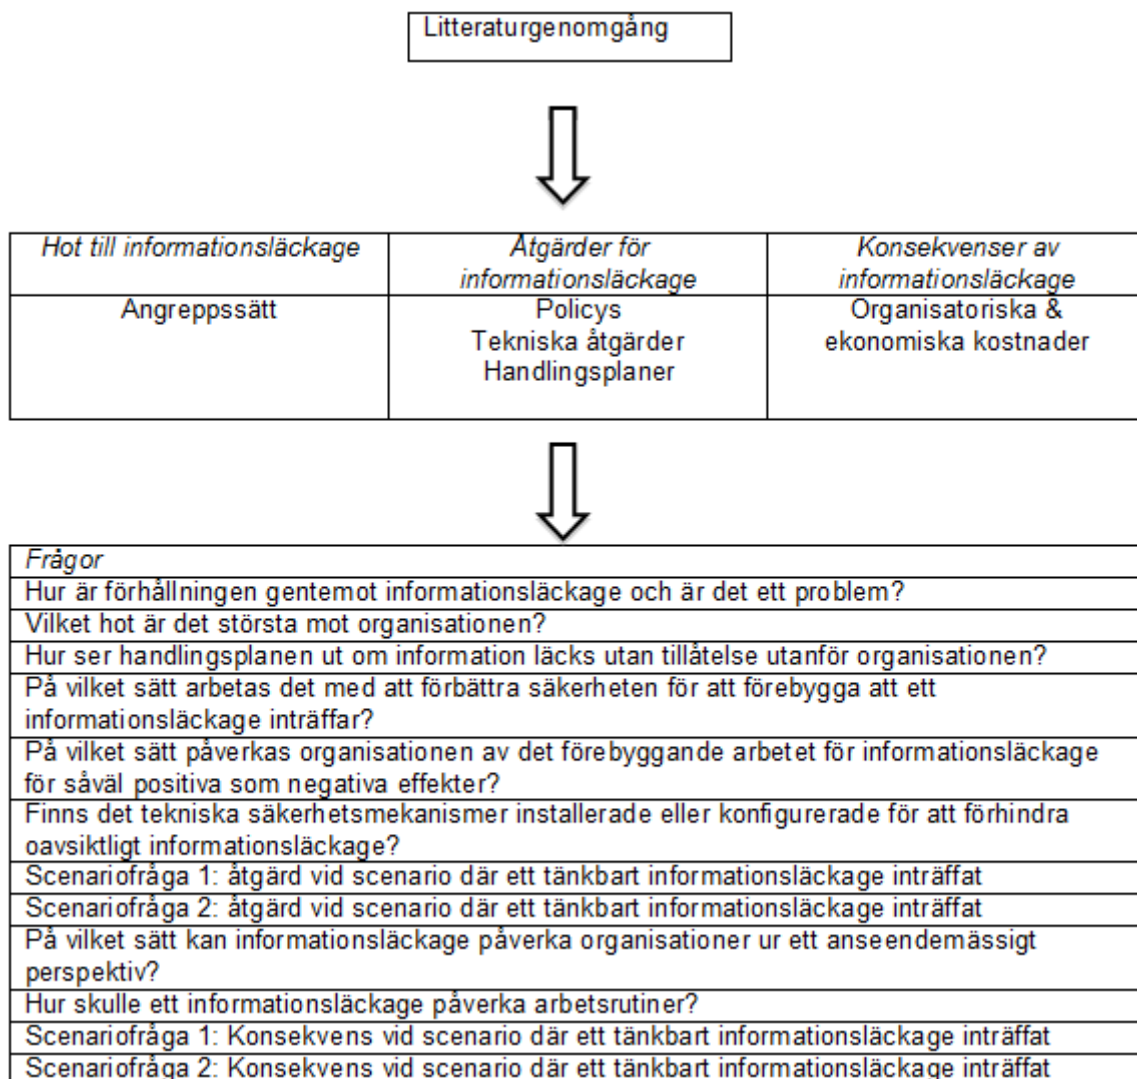 Litteraturgenomgång
Hot till informationsläckage
Åtgärder för
informationsläckage
Konsekvenser av
informationsläckage
Angreppssätt
Policys
Tekniska åtgärder
Handlingsplaner
Organisatoriska &
ekonomiska kostnader
Frågor
Hur är förhållningen gentemot informationsläckage och är det ett problem?
Vilket hot är det största mot organisationen?
Hur ser handlingsplanen ut om information läcks utan tillåtelse utanför organisationen?
På vilket sätt arbetas det med att förbättra säkerheten för att förebygga att ett
informationsläckage inträffar?
På vilket sätt påverkas organisationen av det förebyggande arbetet för informationsläckage
för såväl positiva som negativa effekter?
Finns det tekniska säkerhetsmekanismer installerade eller konfigurerade för att förhindra
oavsiktligt informationsläckage?
Scenariofråga 1: åtgärd vid scenario där ett tänkbart informationsläckage inträffat
Scenariofråga 2: åtgärd vid scenario där ett tänkbart informationsläckage inträffat
På vilket sätt kan informationsläckage påverka organisationer ur ett anseendemässigt
perspektiv?
Hur skulle ett informationsläckage påverka arbetsrutiner?
Scenariofråga 1: Konsekvens vid scenario där ett tänkbart informationsläckage inträffat
Scenariofråga 2: Konsekvens vid scenario där ett tänkbart informationsläckage inträffat